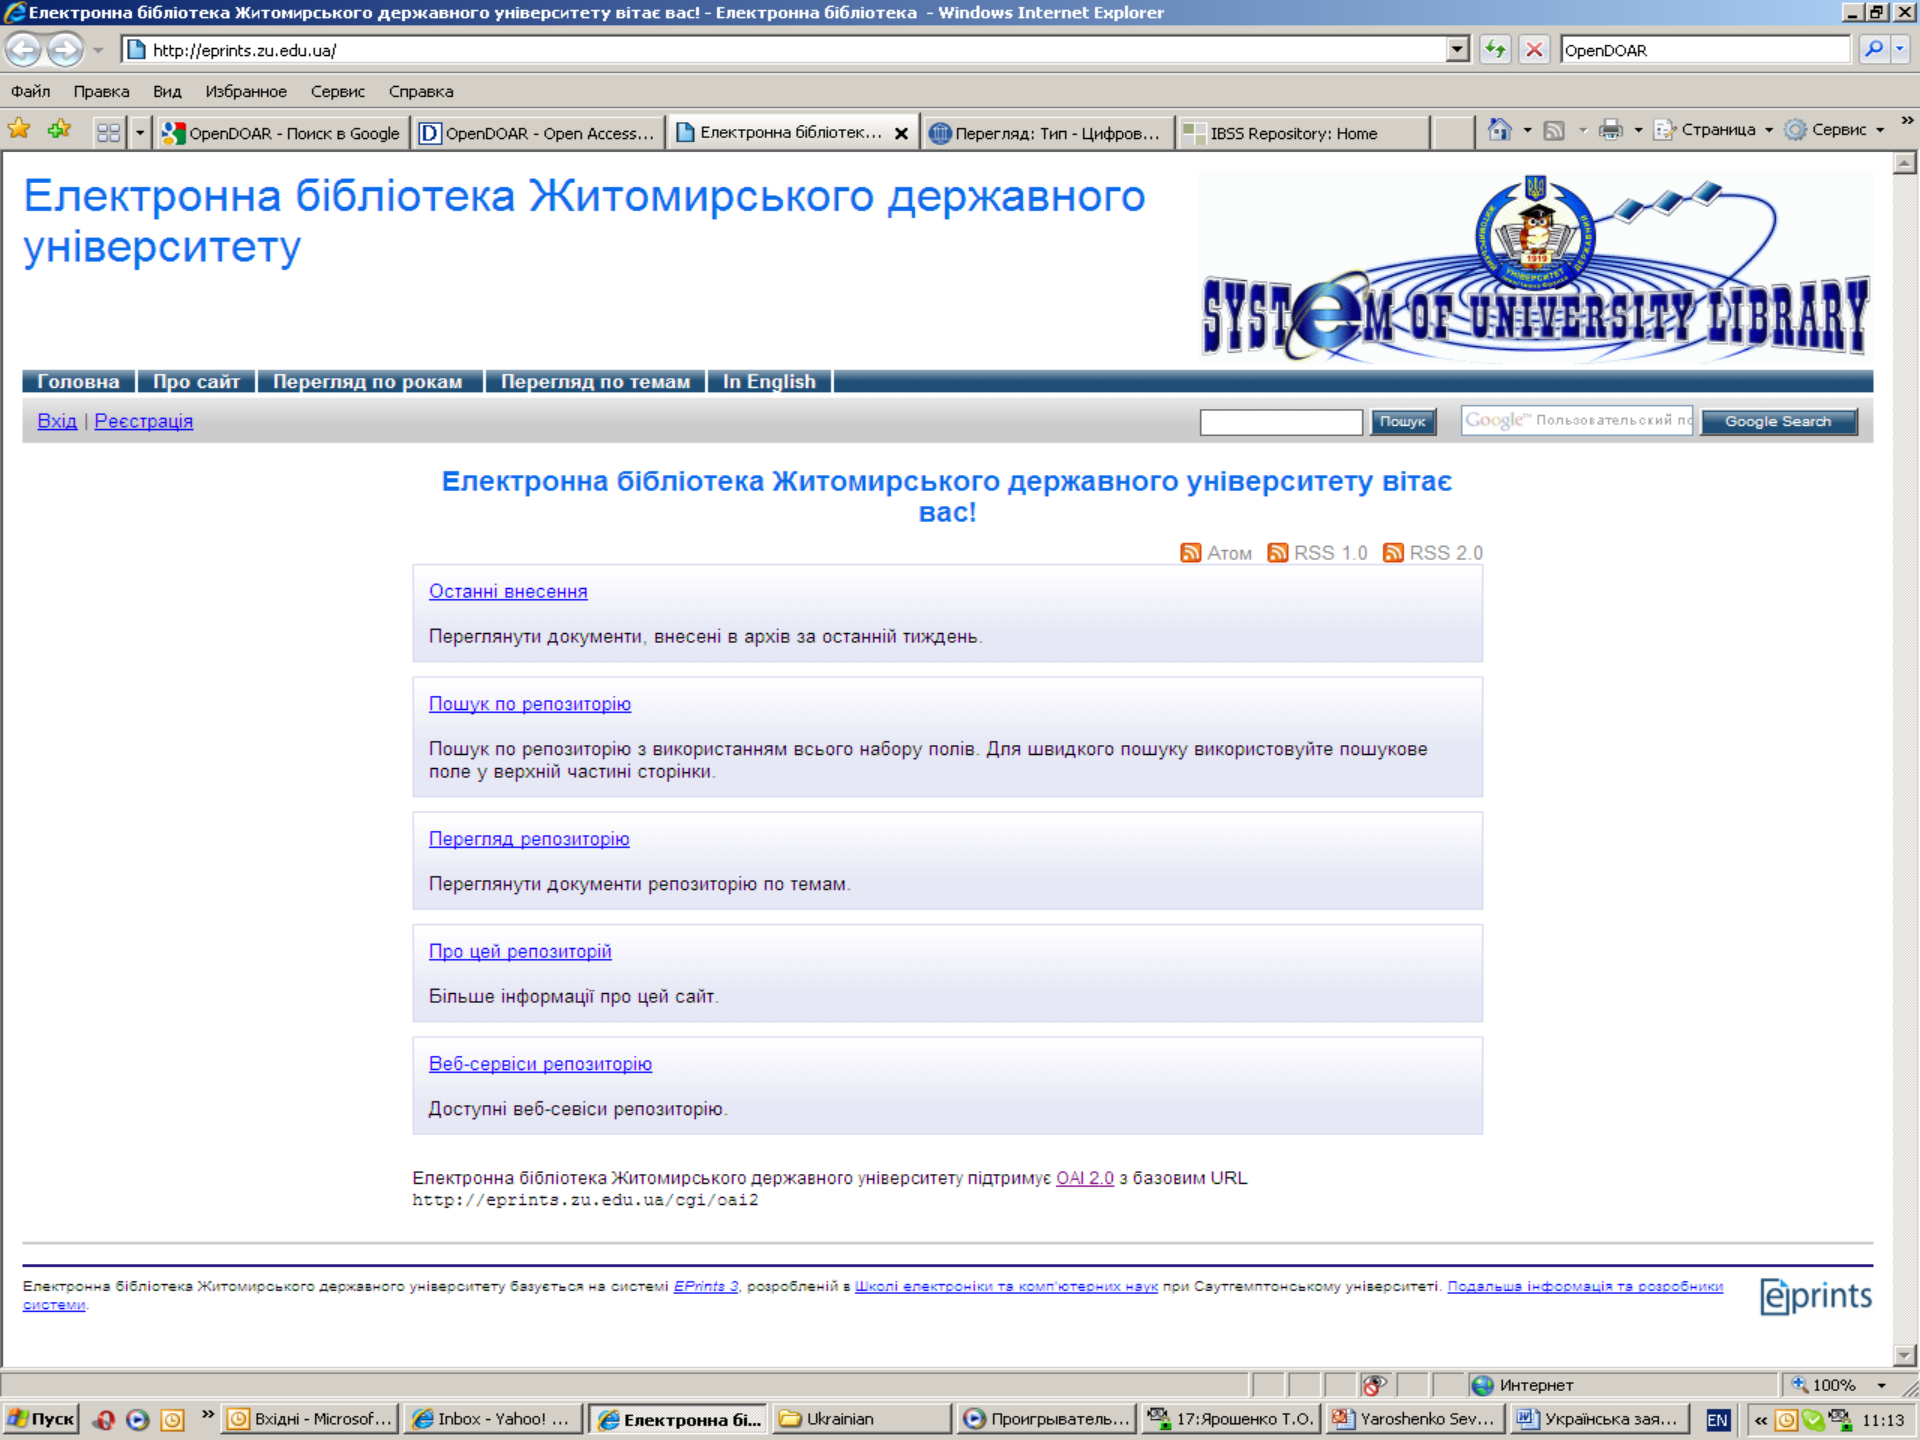 Електронна бібліотека Житомирського державного університету вітає вас! - Електронна бібліотека - Windows Internet Explorer
http://eprints.zu.edu.ua/
OpenDOAR
Файл Правка Вид Избранное Сервис Справка
OpenDOAR - Поиск в Google
OpenDOAR - Open Access...
Електронна бібліотек...
Перегляд: Тип - Цифров...
IBSS Repository: Home
Страница
Сервис
Електронна бібліотека Житомирського державного
університету
1919
SYSTEM OF UNIVERSITY LIBRARY
Головна Про сайт Перегляд по рокам Перегляд по темам In English
Вхід | Реєстрація
Пошук
Google™ Пользовательский по
Google Search
Електронна бібліотека Житомирського державного університету вітає
вас!
Атом RSS 1.0 RSS 2.0
Останні внесення
Переглянути документи, внесені в архів за останній тиждень.
Пошук по репозиторію
Пошук по репозиторію з використанням всього набору полів. Для швидкого пошуку використовуйте пошукове
поле у верхній частині сторінки.
Перегляд репозиторію
Переглянути документи репозиторію по темам.
Про цей репозиторій
Більше інформації про цей сайт.
Веб-сервіси репозиторію
Доступні веб-севіси репозиторію.
Електронна бібліотека Житомирського державного університету підтримує OAI 2.0 з базовим URL
http://eprints.zu.edu.ua/cgi/oai2
Електронна бібліотека Житомирського державного університету базується на системі EPrints 3, розробленій в Школі електроніки та комп'ютерних наук при Саутгемптонському університеті. Подальша інформація та розробники
системи.
eprints
Интернет
100%
Пуск
Вхідні - Microsof...
Inbox - Yahoo! ...
Електронна бі...
Ukrainian
Проигрыватель...
17:Ярошенко Т.О.
Yaroshenko Sev...
Українська зая...
EN
11:13